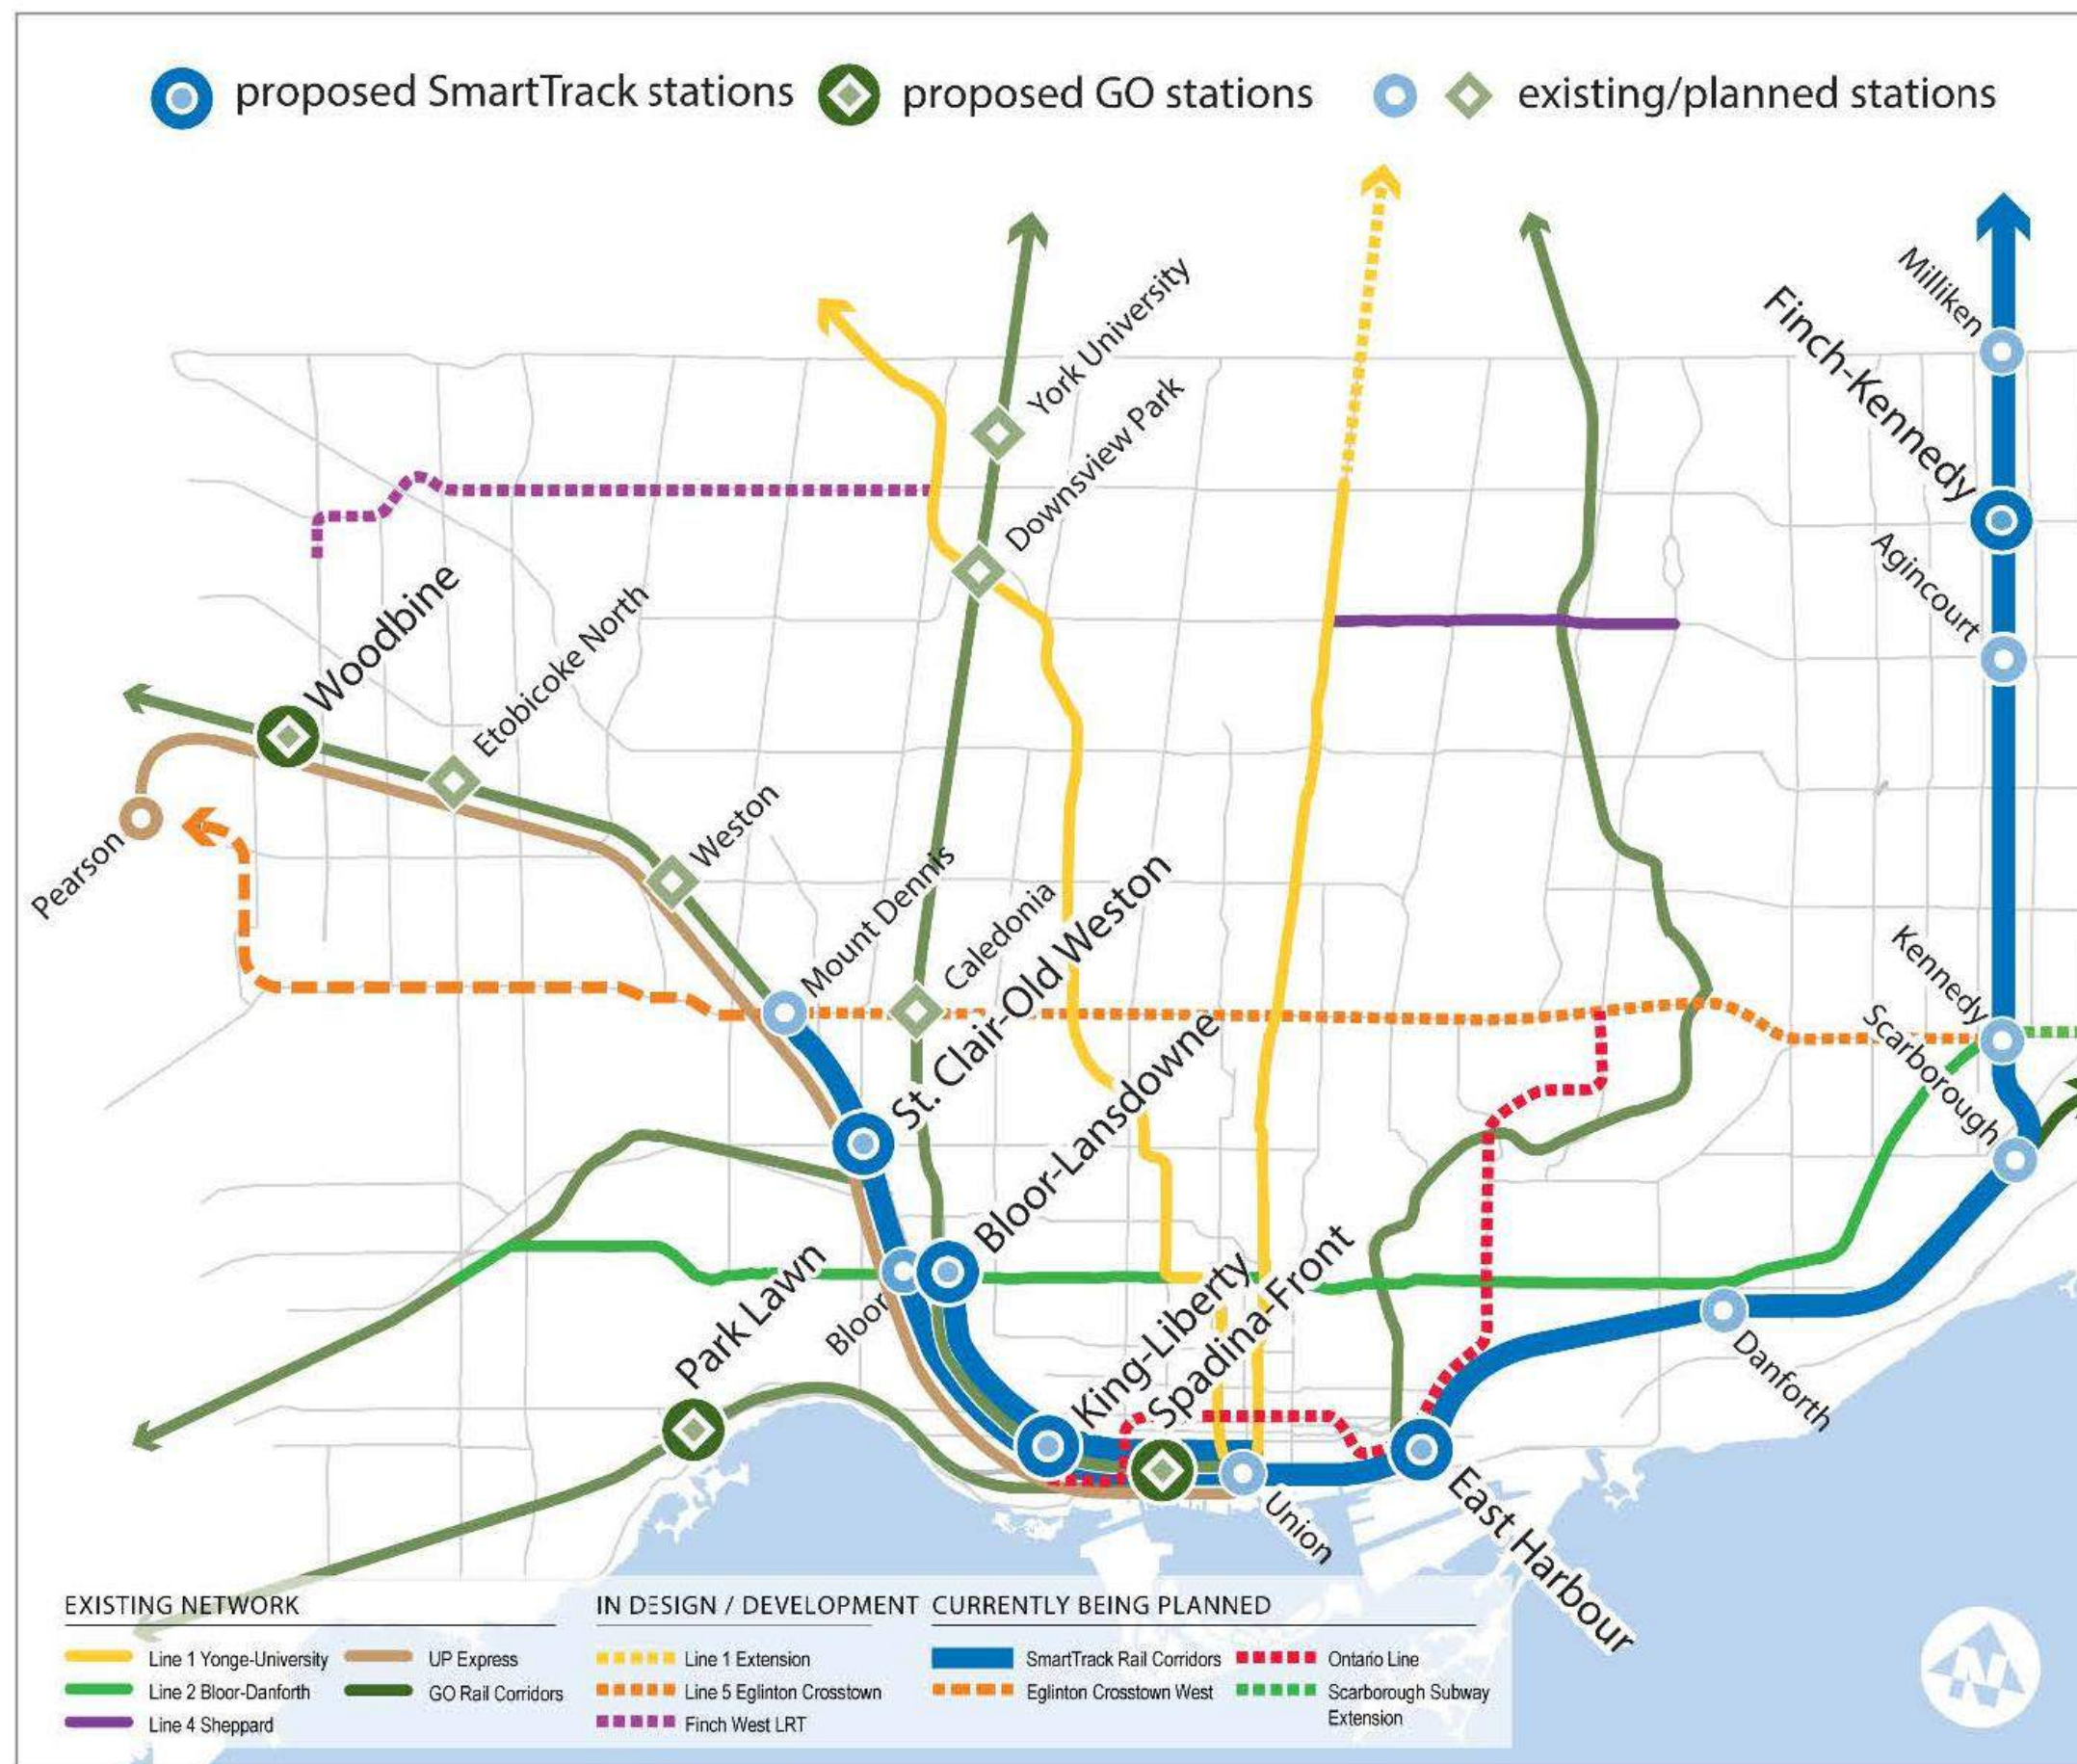 proposed SmartTrack stations
proposed GO stations
existing/planned stations
Milliken
Finch-Kennedy
York University
Downsview Park
Agincourt
Woodbine
Etobicoke North
Weston
Pearson
Mount Dennis
Caledonia
St. Clair-Old Weston
Kennedy
Scarborough
Bloor-Lansdowne
Bloor
Park Lawn
King-Liberty
Spadina-Front
Danforth
Union
East Harbour
EXISTING NETWORK
Line 1 Yonge-University
Line 2 Bloor-Danforth
Line 4 Sheppard
UP Express
GO Rail Corridors
IN DESIGN / DEVELOPMENT
Line 1 Extension
Line 5 Eglinton Crosstown
Finch West LRT
CURRENTLY BEING PLANNED
SmartTrack Rail Corridors
Eglinton Crosstown West
Ontario Line
Scarborough Subway
Extension
N